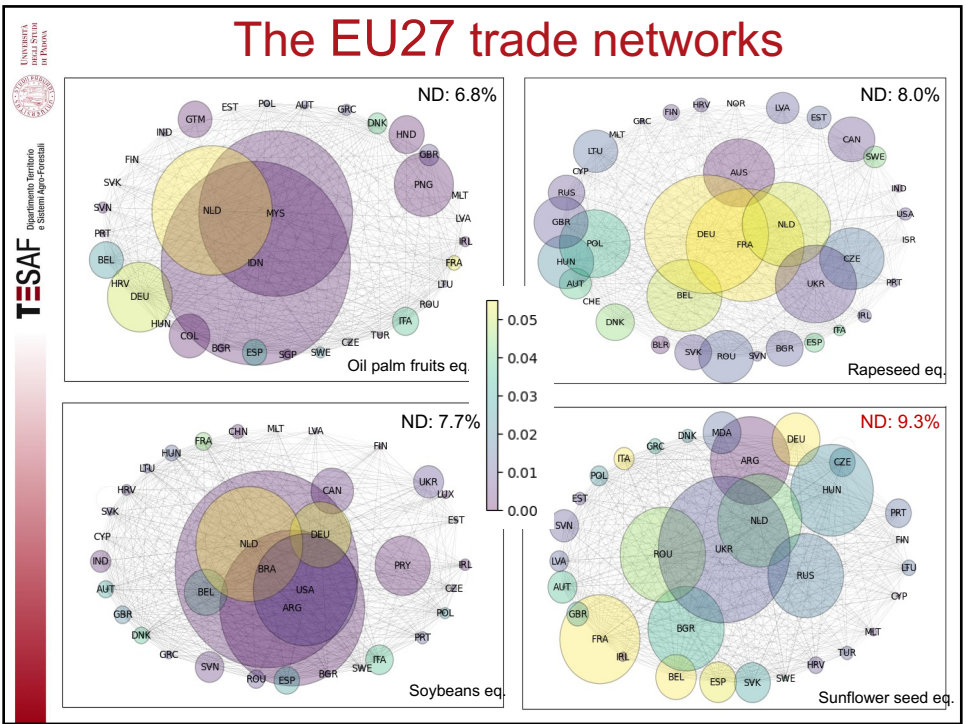 The EU27 trade networks
UNIVERSITÀ
DEGLI STUDI
DI PADOVA
TESAF
Dipartimento Territorio
e Sistemi Agro-Forestali
ND: 6.8%
POL
AUT
EST
GRC
GTM
DNK
HND
IND
GBR
FIN
PNG
SVK
MLT
NLD
MYS
SVN
LVA
PRT
IRL
BEL
IDN
FRA
HRV
LTU
DEU
ROU
HUN
ITA
COL
TUR
BGR
CZE
ESP
SGP
SWE
Oil palm fruits eq.
ND: 8.0%
NOR
HRV
LVA
FIN
EST
GRC
MLT
CAN
LTU
SWE
CYP
AUS
RUS
IND
GBR
NLD
USA
POL
DEU
FRA
ISR
HUN
CZE
AUT
UKR
PRT
CHE
BEL
IRL
DNK
ITA
BLR
ESP
SVK
ROU
SVN
BGR
Rapeseed eq.
0.05
0.04
0.03
0.02
0.01
0.00
ND: 7.7%
MLT
LVA
CHN
FRA
FIN
HUN
LTU
UKR
CAN
HRV
LUX
SVK
EST
CYP
NLD
DEU
IND
BRA
PRY
IRL
AUT
BEL
USA
CZE
GBR
ARG
POL
DNK
PRT
GRC
ITA
SVN
SWE
ROU
ESP
BGR
Soybeans eq.
ND: 9.3%
MDA
DNK
DEU
GRC
ITA
ARG
CZE
POL
HUN
EST
PRT
SVN
NLD
FIN
LVA
ROU
UKR
LTU
AUT
RUS
CYP
GBR
BGR
FRA
MLT
IRL
TUR
HRV
BEL
ESP
SVK
SWE
Sunflower seed eq.